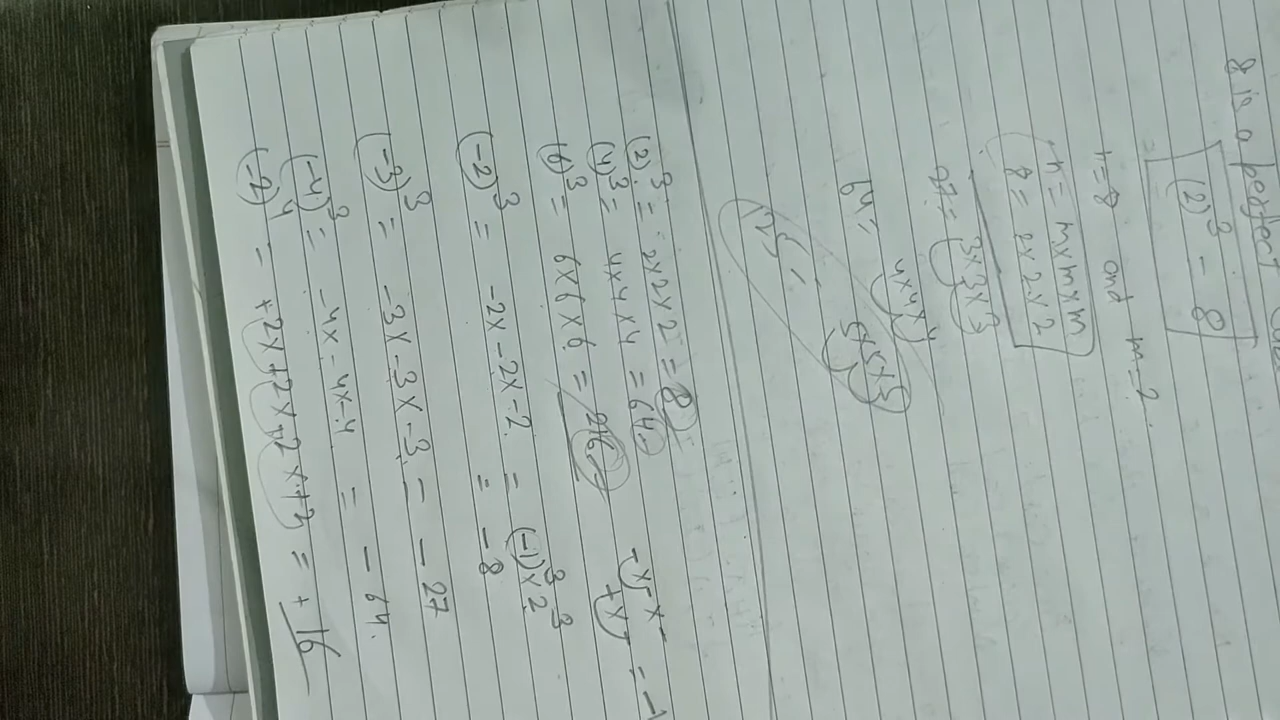 8 is a perfect
(2)³ - 8
n=8 and m=2
n = m×m×m
8 = 2×2×2
27 = 3×3×3
64 = 4×4×4
125 = 5×5×5
(2)³ = 2×2×2 = 8
(4)³ = 4×4×4 = 64
(6)³ = 6×6×6 = 216
-×-×-
+×- = -1
(-2)³ = -2×-2×-2 = (-1)³×2³
= -8
(-3)³ = -3×-3×-3 = -27
(-4)³ = -4×-4×-4 = -64.
(-2)⁴ = +2×+2×+2×+2 = +16